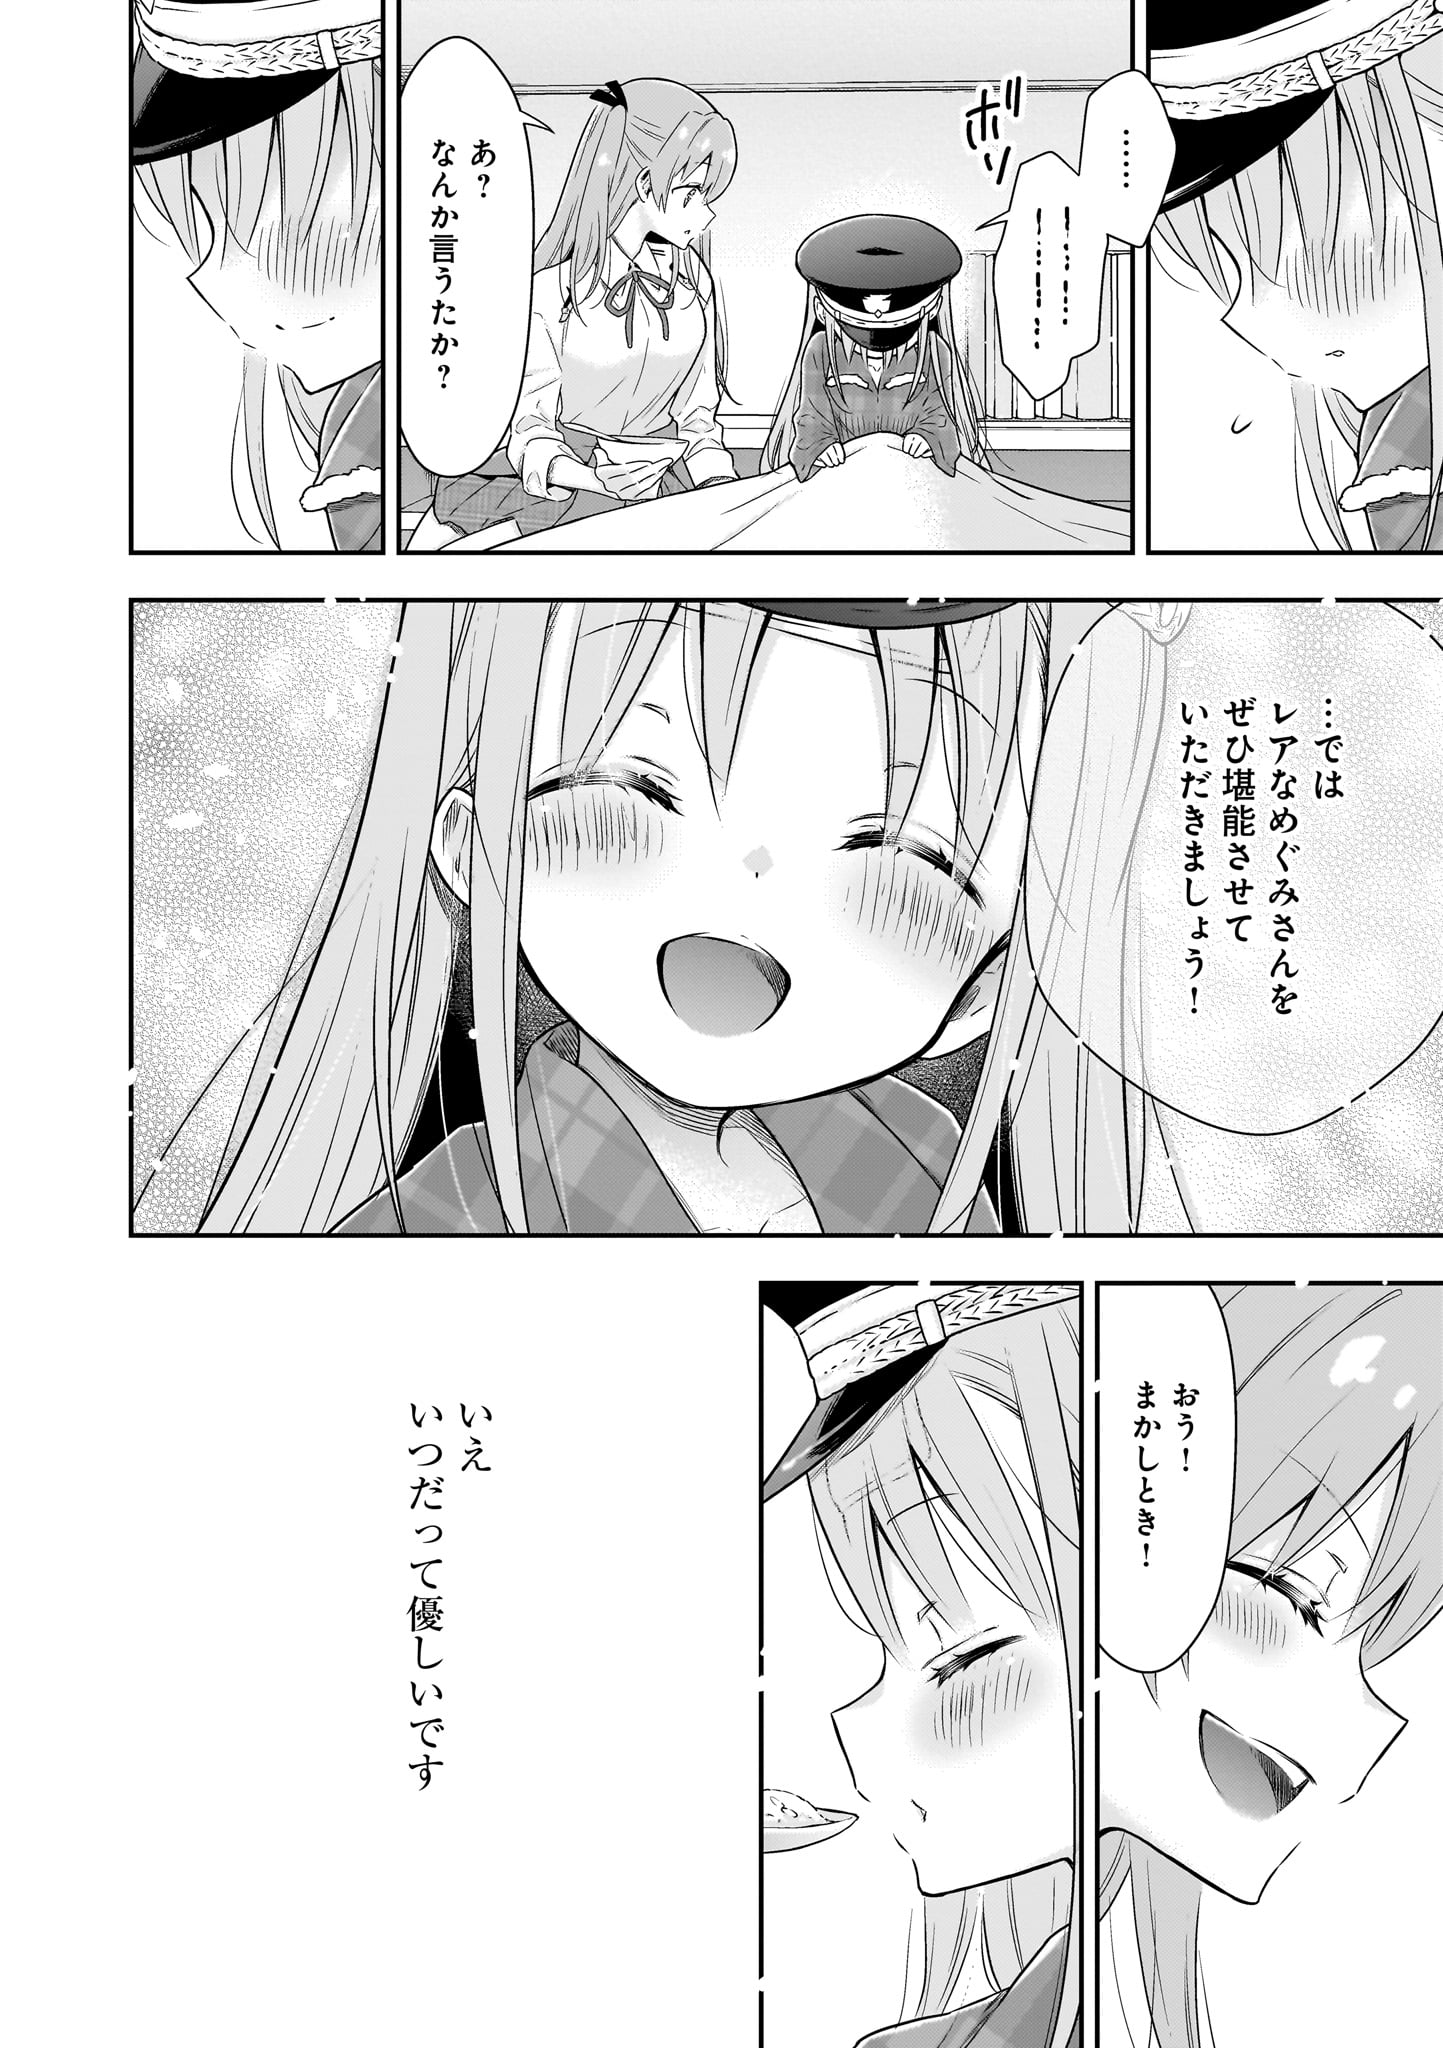 ……
ボソ
あ？
なんか言うたか？
…では
レアなめぐみさんを
ぜひ堪能させて
いただきましょう！
おう！
まかしとき！
いえ
いつだって優しいです